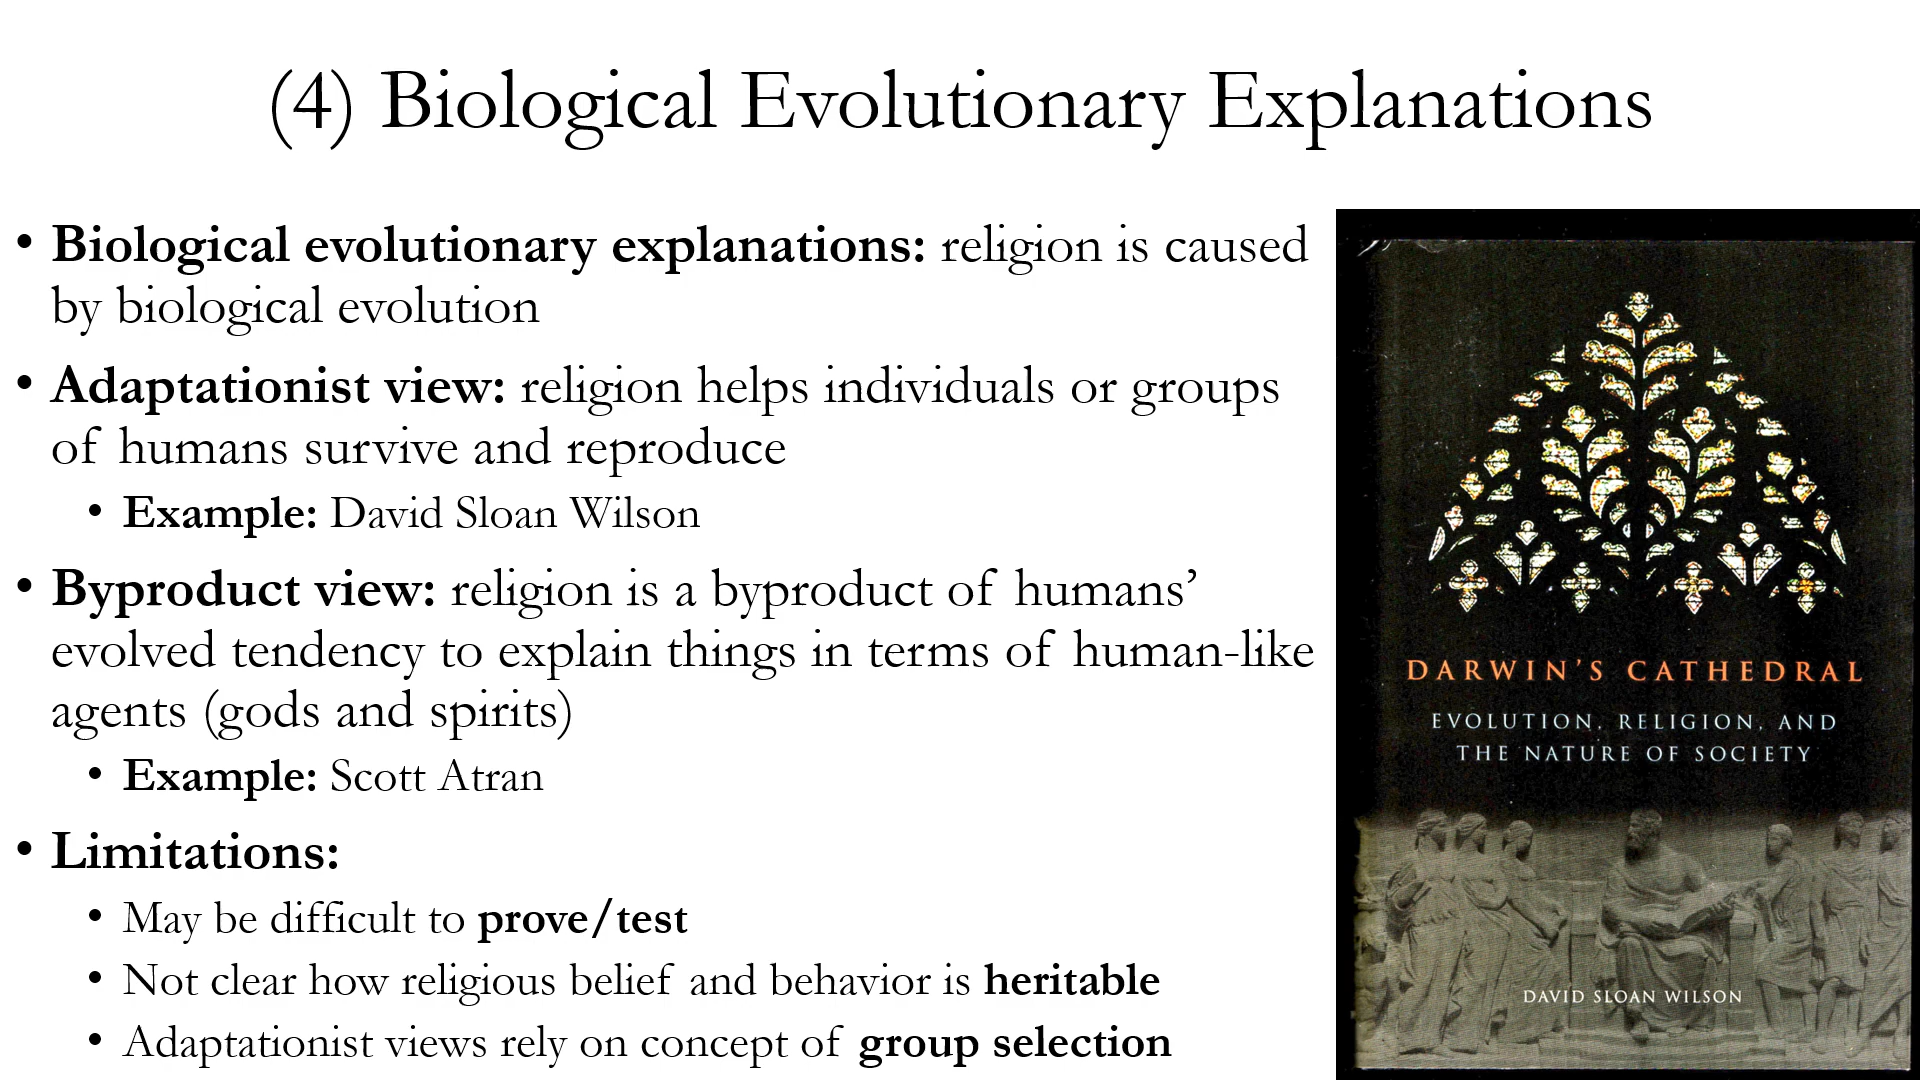 (4) Biological Evolutionary Explanations
• Biological evolutionary explanations: religion is caused
by biological evolution
• Adaptationist view: religion helps individuals or groups
of humans survive and reproduce
• Example: David Sloan Wilson
• Byproduct view: religion is a byproduct of humans’
evolved tendency to explain things in terms of human-like
agents (gods and spirits)
• Example: Scott Atran
• Limitations:
• May be difficult to prove/test
• Not clear how religious belief and behavior is heritable
• Adaptationist views rely on concept of group selection
DARWIN’S CATHEDRAL
EVOLUTION, RELIGION, AND
THE NATURE OF SOCIETY
DAVID SLOAN WILSON